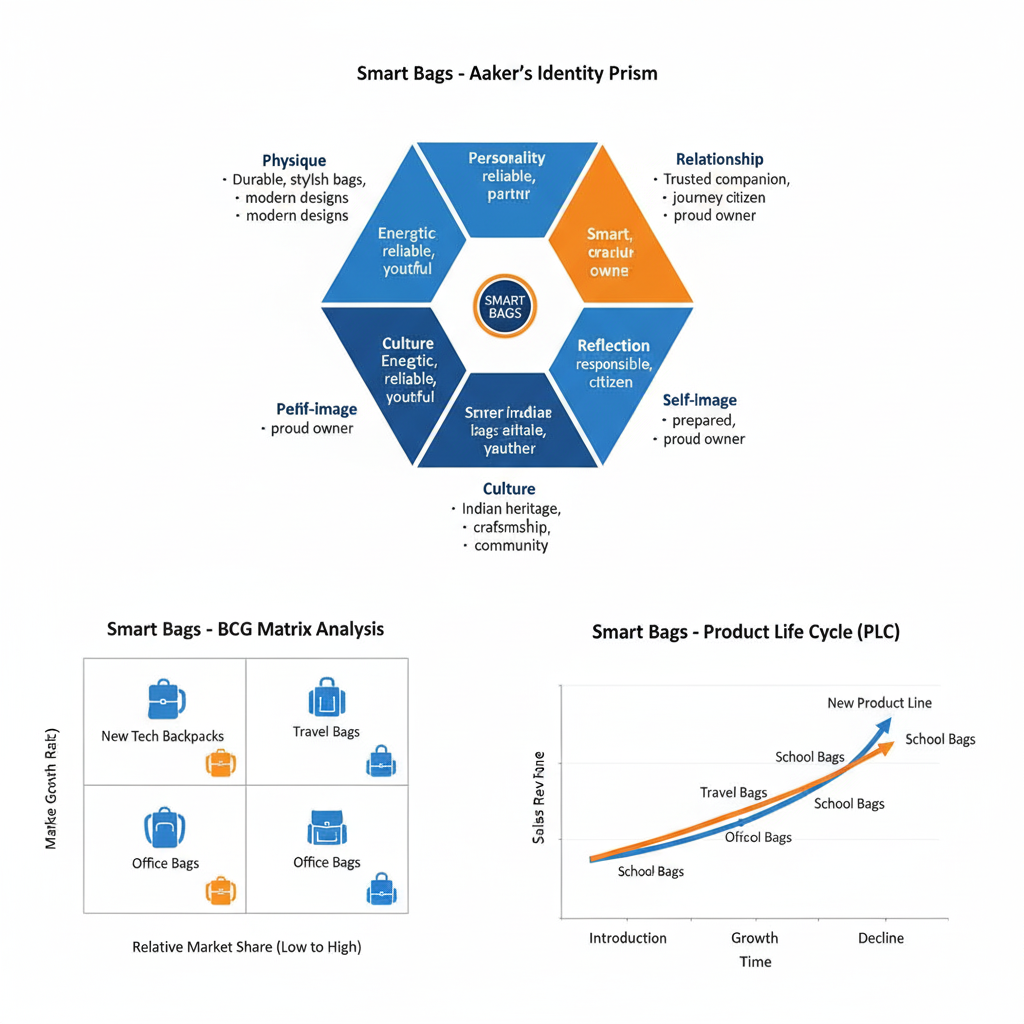 Smart Bags - Aaker's Identity Prism
Physique
• Durable, stylsh bags,
• modern designs
• modern designs
Personality
reliable,
partnr
Relationship
• Trusted companion,
• journey citizen
• proud owner
Energtic
reliable,
youtful
Smart,
owne
SMART
BAGS
Culture
Enegtic,
reliable,
youtful
Reflection
responsible,
citizen
bags
yauther
Pefif-image
• proud owner
Self-Image
• prepared,
• proud owner
Culture
• Indian heritage,
• crafsmship,
• community
Smart Bags - BCG Matrix Analysis
New Tech Backpacks
Travel Bags
Office Bags
Office Bags
Relative Market Share (Low to High)
Smart Bags - Product Life Cycle (PLC)
New Product Line
School Bags
School Bags
Travel Bags
School Bags
Bags
School Bags
Introduction
Growth
Decline
Time